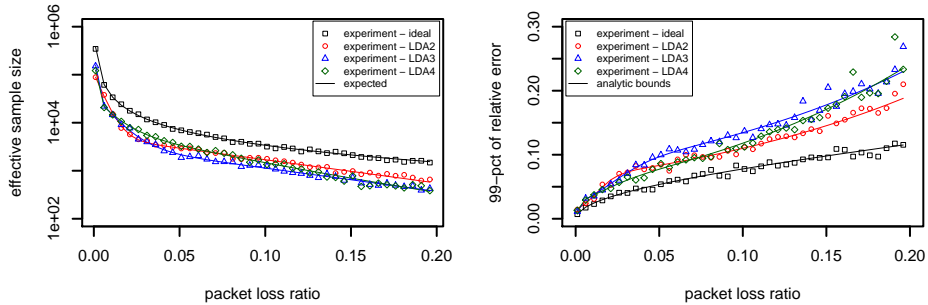 effective sample size
1e+06
1e+04
1e+02
experiment − ideal
experiment − LDA2
experiment − LDA3
experiment − LDA4
expected
0.00 0.05 0.10 0.15 0.20
packet loss ratio
99−pct of relative error
0.30
0.20
0.10
0.00
experiment − ideal
experiment − LDA2
experiment − LDA3
experiment − LDA4
analytic bounds
0.00 0.05 0.10 0.15 0.20
packet loss ratio